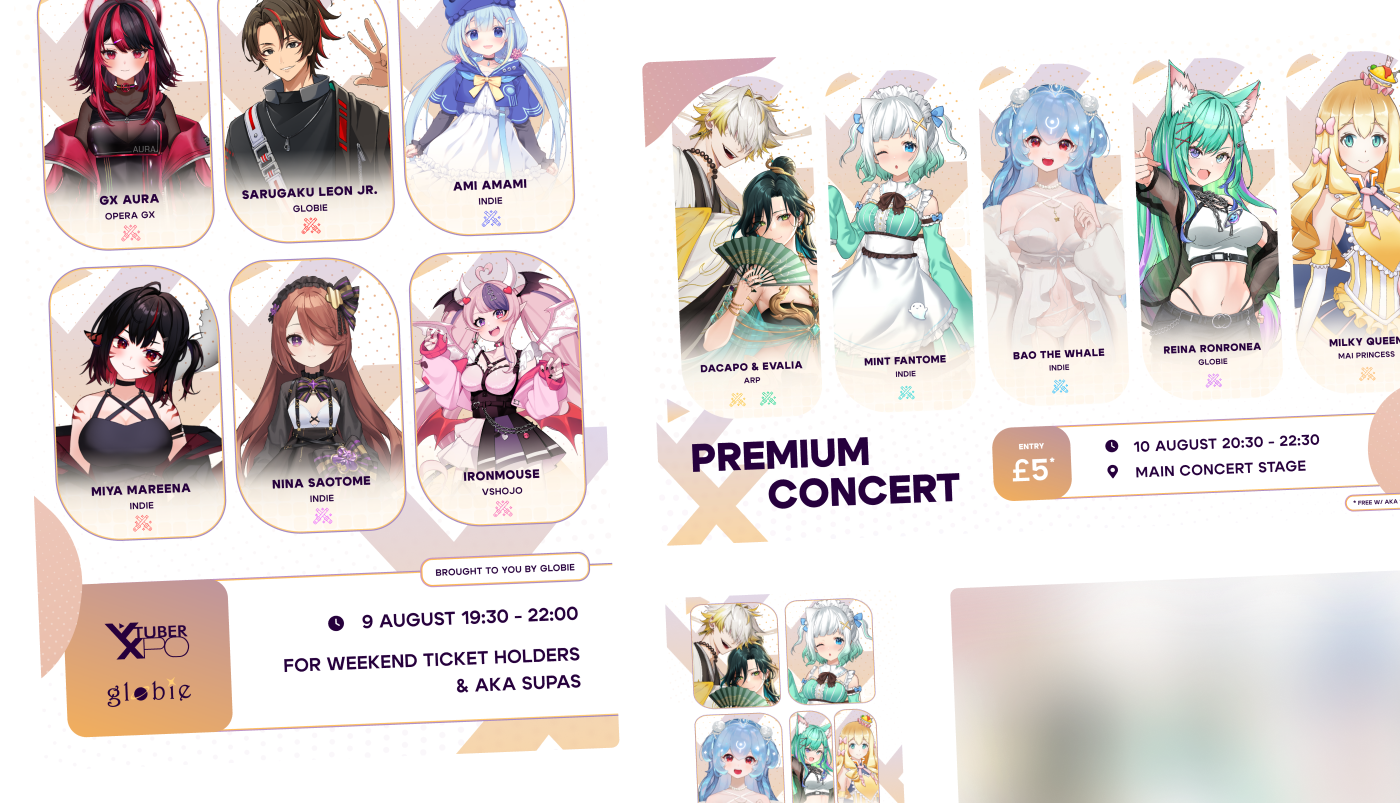 AURA
GX AURA
OPERA GX
SARUGAKU LEON JR.
GLOBIE
AMI AMAMI
INDIE
MIYA MAREENA
INDIE
NINA SAOTOME
INDIE
IRONMOUSE
VSHOJO
BROUGHT TO YOU BY GLOBIE
VTUBER
XPO
globie
9 AUGUST 19:30 - 22:00
FOR WEEKEND TICKET HOLDERS
& AKA SUPAS
DACAPO & EVALIA
ARP
MINT FANTOME
INDIE
BAO THE WHALE
INDIE
REINA RONRONEA
GLOBIE
MILKY QUEEN
MAI PRINCESS
PREMIUM
CONCERT
ENTRY
£5*
10 AUGUST 20:30 - 22:30
MAIN CONCERT STAGE
* FREE W/ AKA